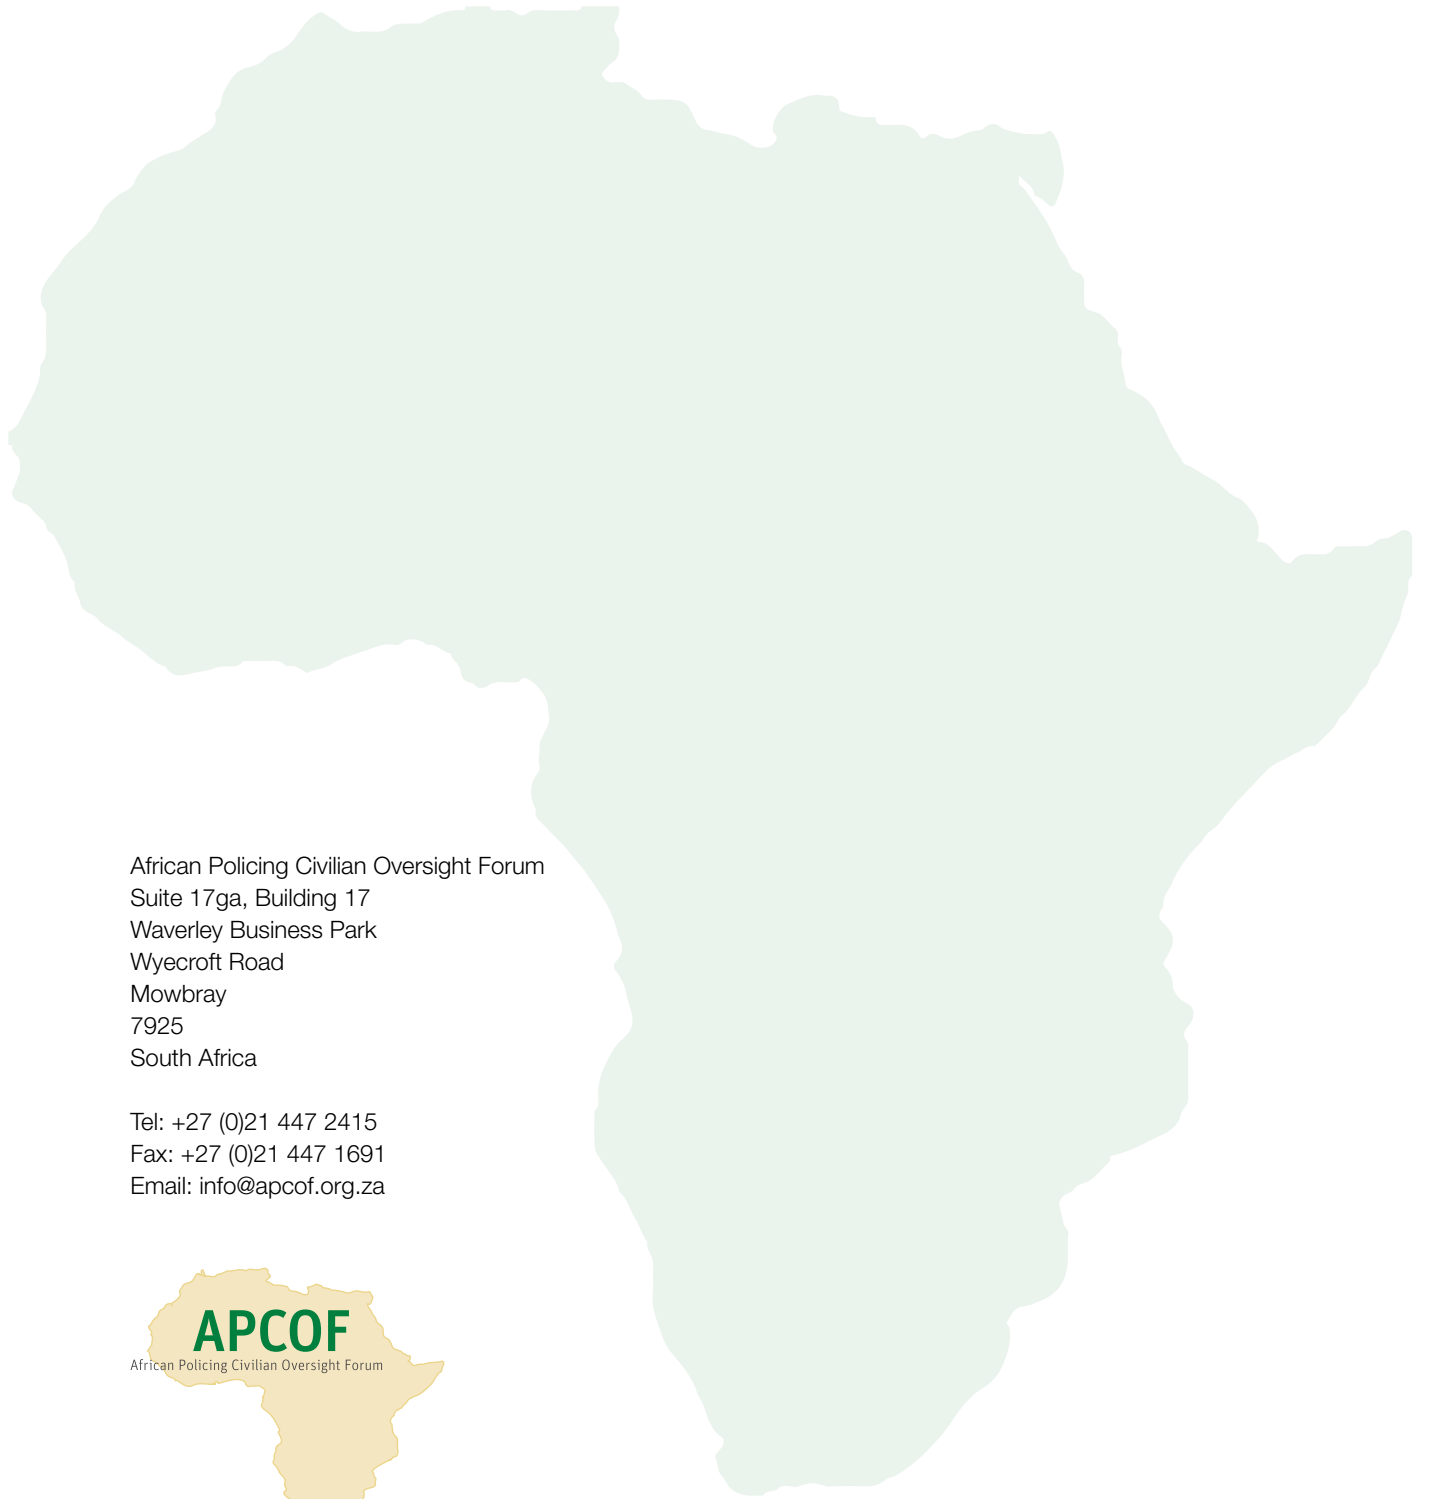 African Policing Civilian Oversight Forum
Suite 17ga, Building 17
Waverley Business Park
Wyecroft Road
Mowbray
7925
South Africa
Tel: +27 (0)21 447 2415
Fax: +27 (0)21 447 1691
Email: info@apcof.org.za
APCOF
African Policing Civilian Oversight Forum